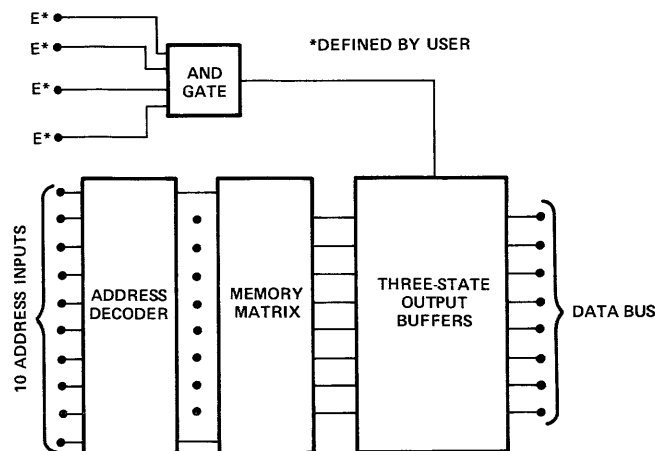 E*
E*
E*
E*
AND
GATE
*DEFINED BY USER
10 ADDRESS INPUTS
ADDRESS
DECODER
MEMORY
MATRIX
THREE-STATE
OUTPUT
BUFFERS
DATA BUS